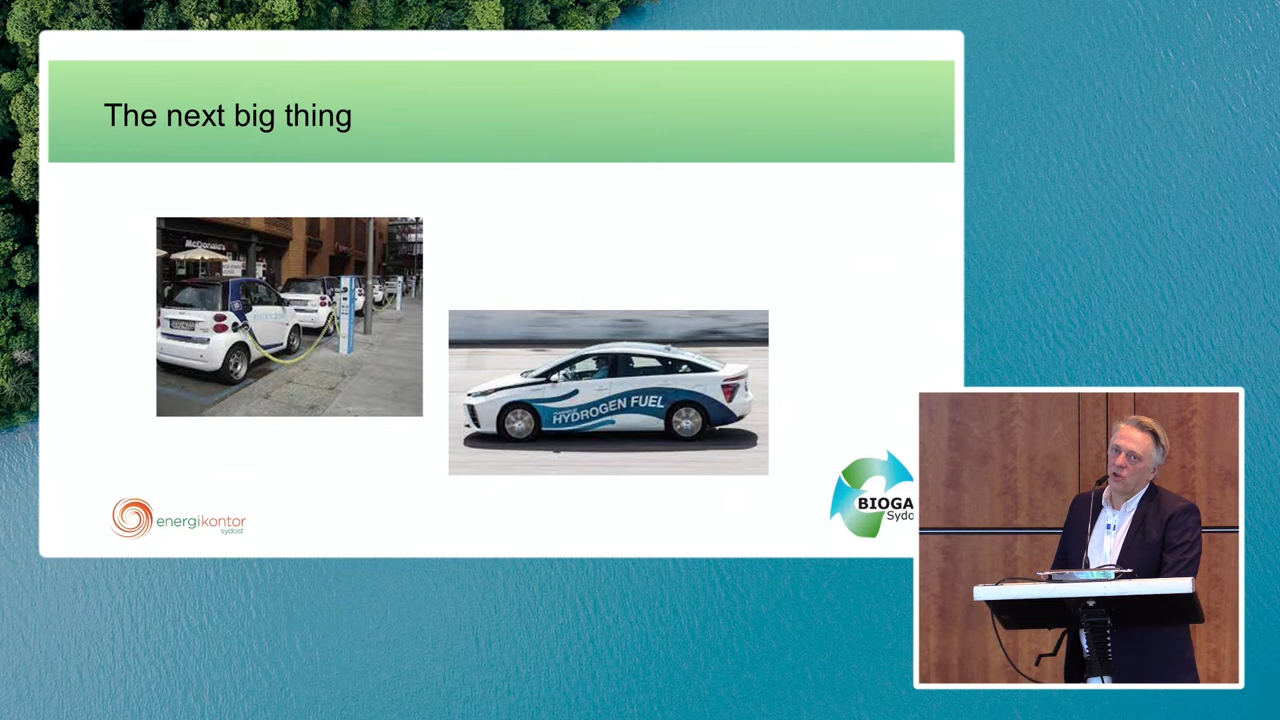 The next big thing
McDonald's
HYDROGEN FUEL
energikontor
sydost
BIOGA
Sydo